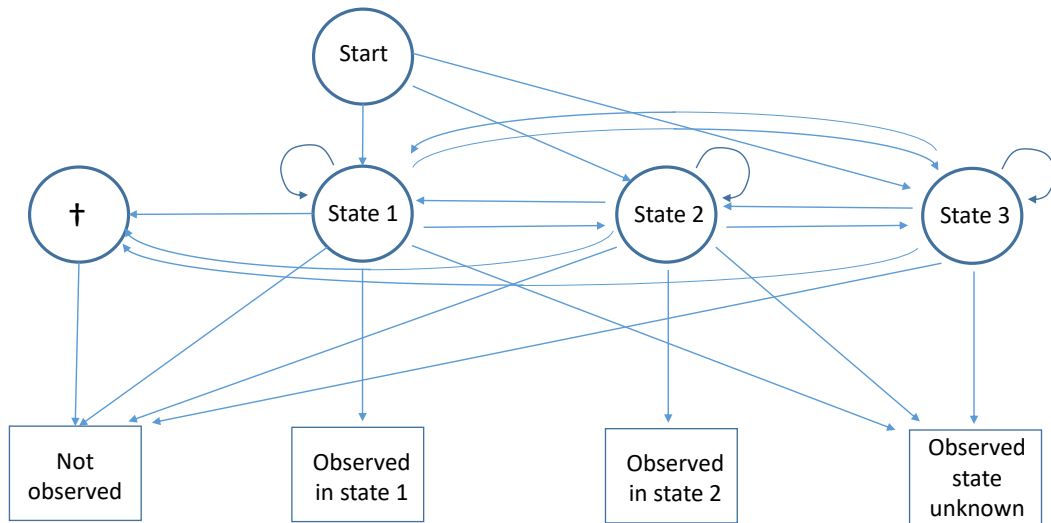 Start
†
State 1
State 2
State 3
Not
observed
Observed
in state 1
Observed
in state 2
Observed
state
unknown